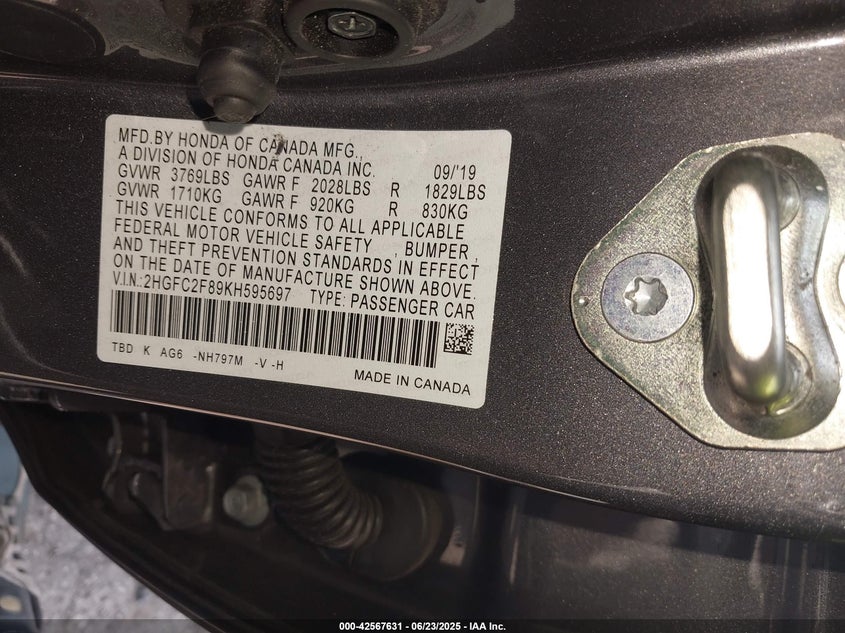 MFD.BY HONDA OF CANADA MFG.,
A DIVISION OF HONDA CANADA INC. 09/'19
GVWR 3769LBS GAWR F 2028LBS R 1829LBS
GVWR 1710KG GAWR F 920KG R 830KG
THIS VEHICLE CONFORMS TO ALL APPLICABLE
FEDERAL MOTOR VEHICLE SAFETY , BUMPER ,
AND THEFT PREVENTION STANDARDS IN EFFECT
ON THE DATE OF MANUFACTURE SHOWN ABOVE.
V.I.N.:2HGFC2F89KH595697 TYPE: PASSENGER CAR
TBD K AG6 -NH797M -V -H
MADE IN CANADA
000-42567631 - 06/23/2025 - IAA Inc.